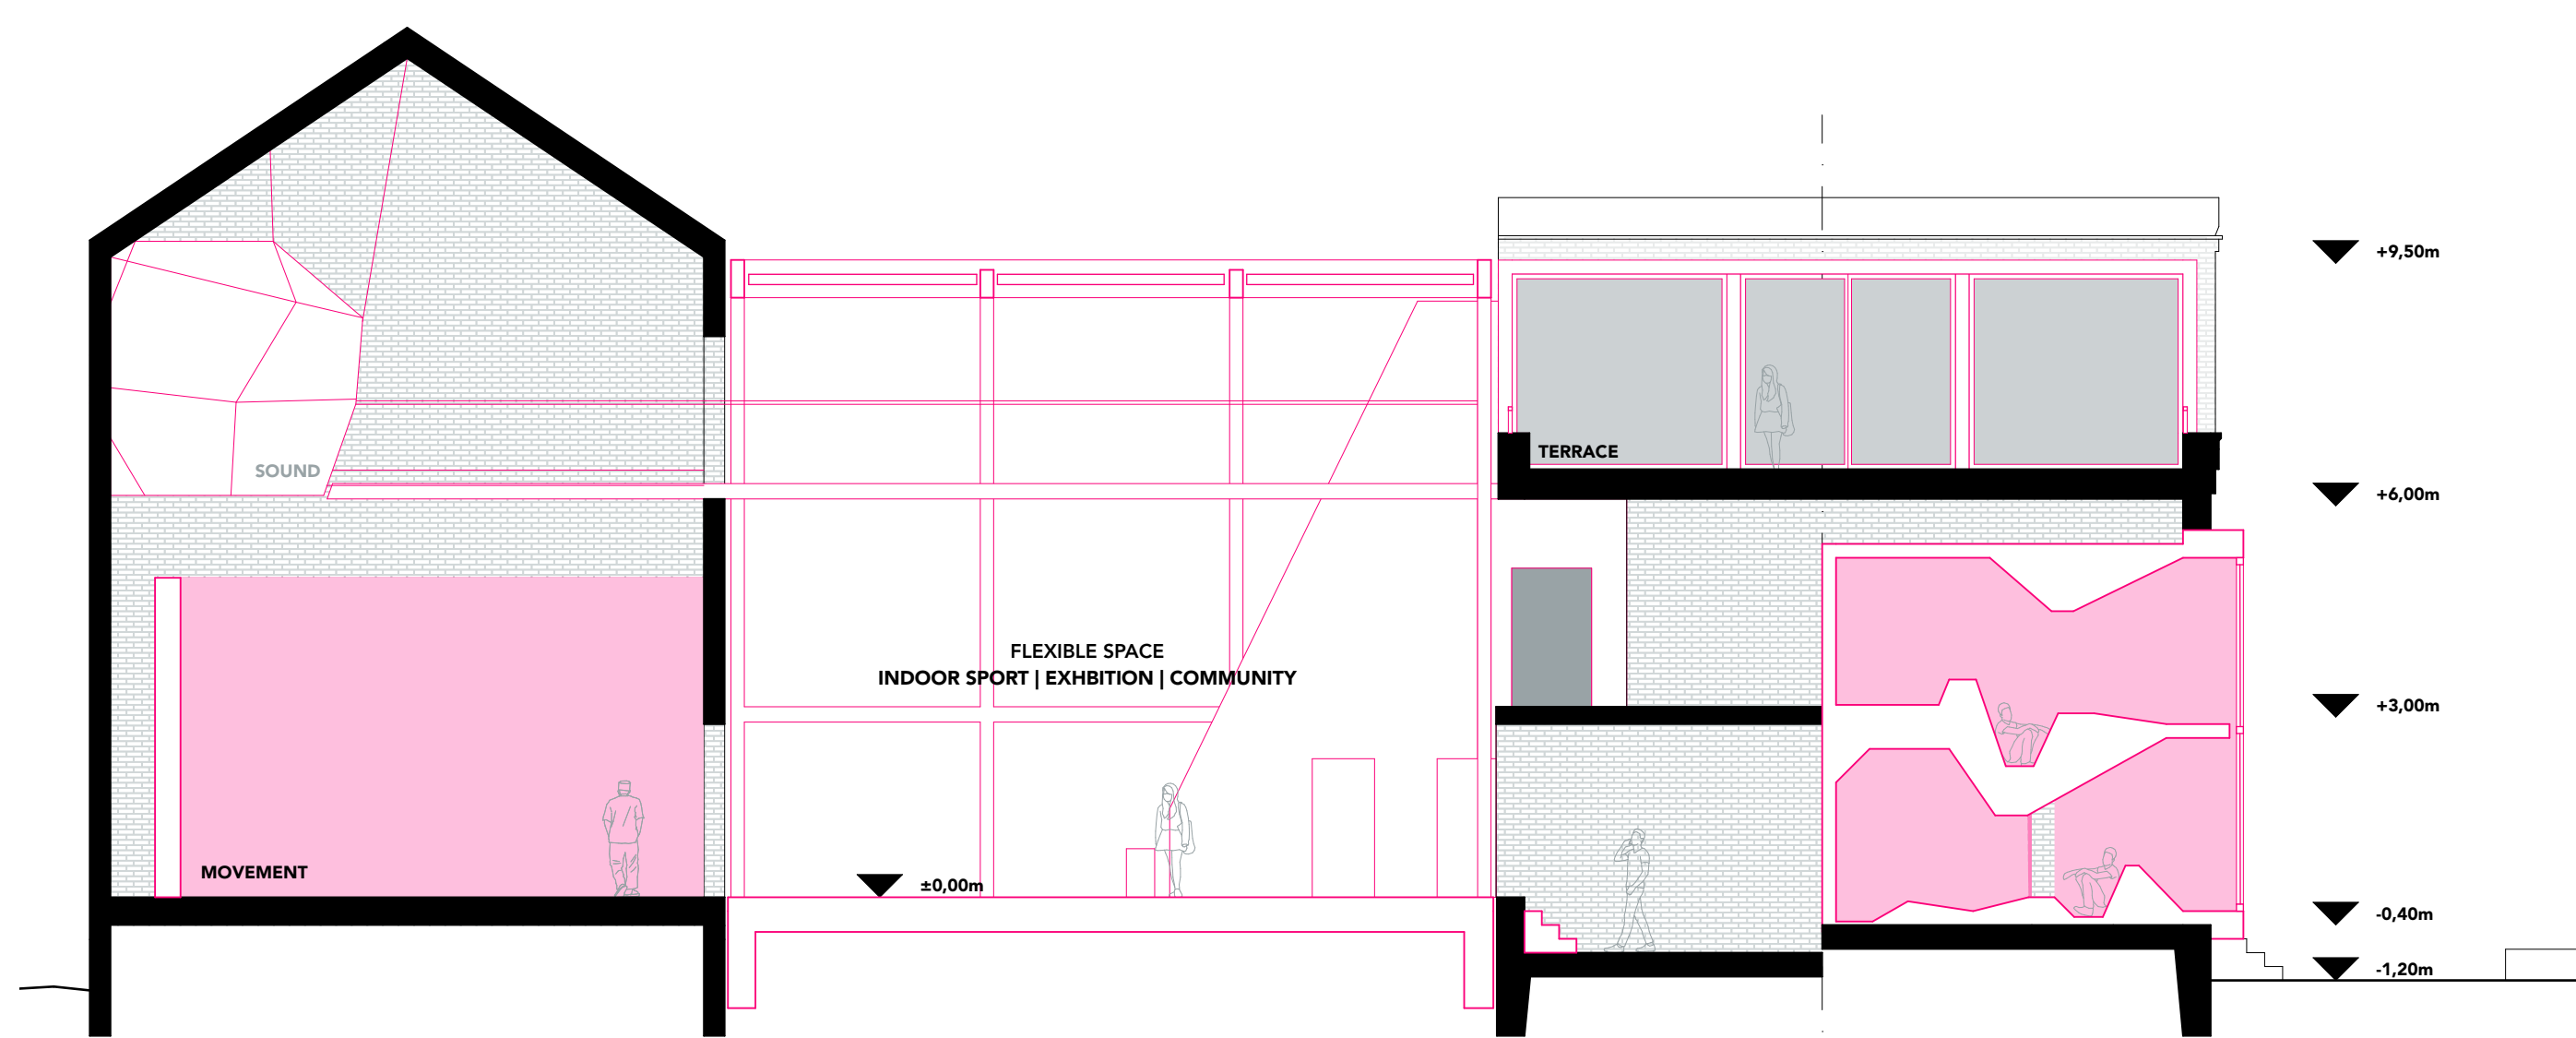 +9,50m
TERRACE
SOUND
+6,00m
FLEXIBLE SPACE
INDOOR SPORT | EXHBITION | COMMUNITY
+3,00m
MOVEMENT
±0,00m
-0,40m
-1,20m